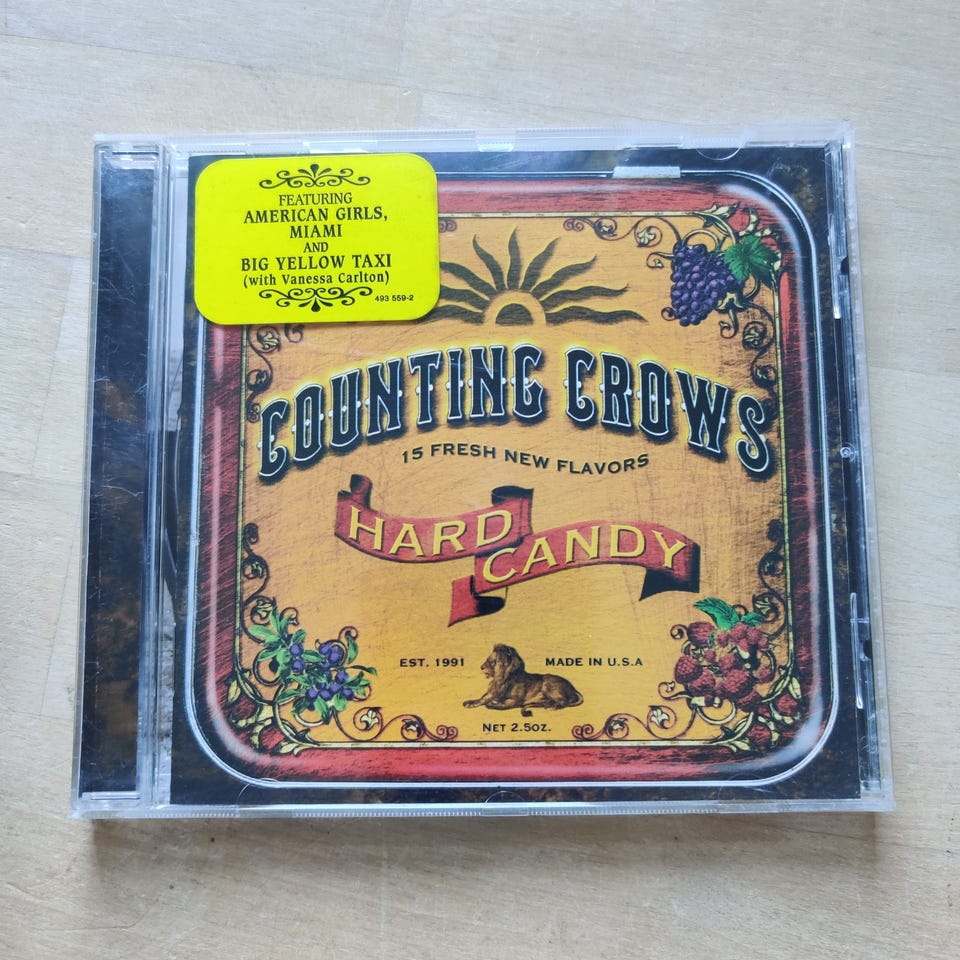 FEATURING
AMERICAN GIRLS,
MIAMI
AND
BIG YELLOW TAXI
(with Vanessa Carlton)
493 559-2
COUNTING CROWS
15 FRESH NEW FLAVORS
HARD
CANDY
EST. 1991
MADE IN U.S.A
NET 2.5OZ.